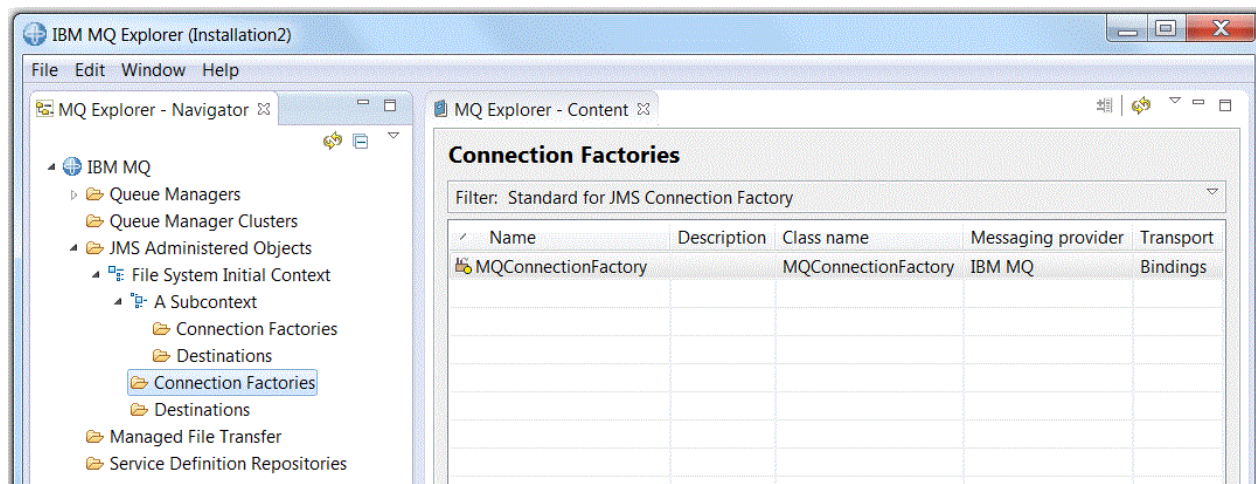 IBM MQ Explorer (Installation2)
File Edit Window Help
MQ Explorer - Navigator
IBM MQ
Queue Managers
Queue Manager Clusters
JMS Administered Objects
File System Initial Context
A Subcontext
Connection Factories
Destinations
Connection Factories
Destinations
Managed File Transfer
Service Definition Repositories
MQ Explorer - Content
Connection Factories
Filter: Standard for JMS Connection Factory
Name Description Class name Messaging provider Transport
MQConnectionFactory MQConnectionFactory IBM MQ Bindings